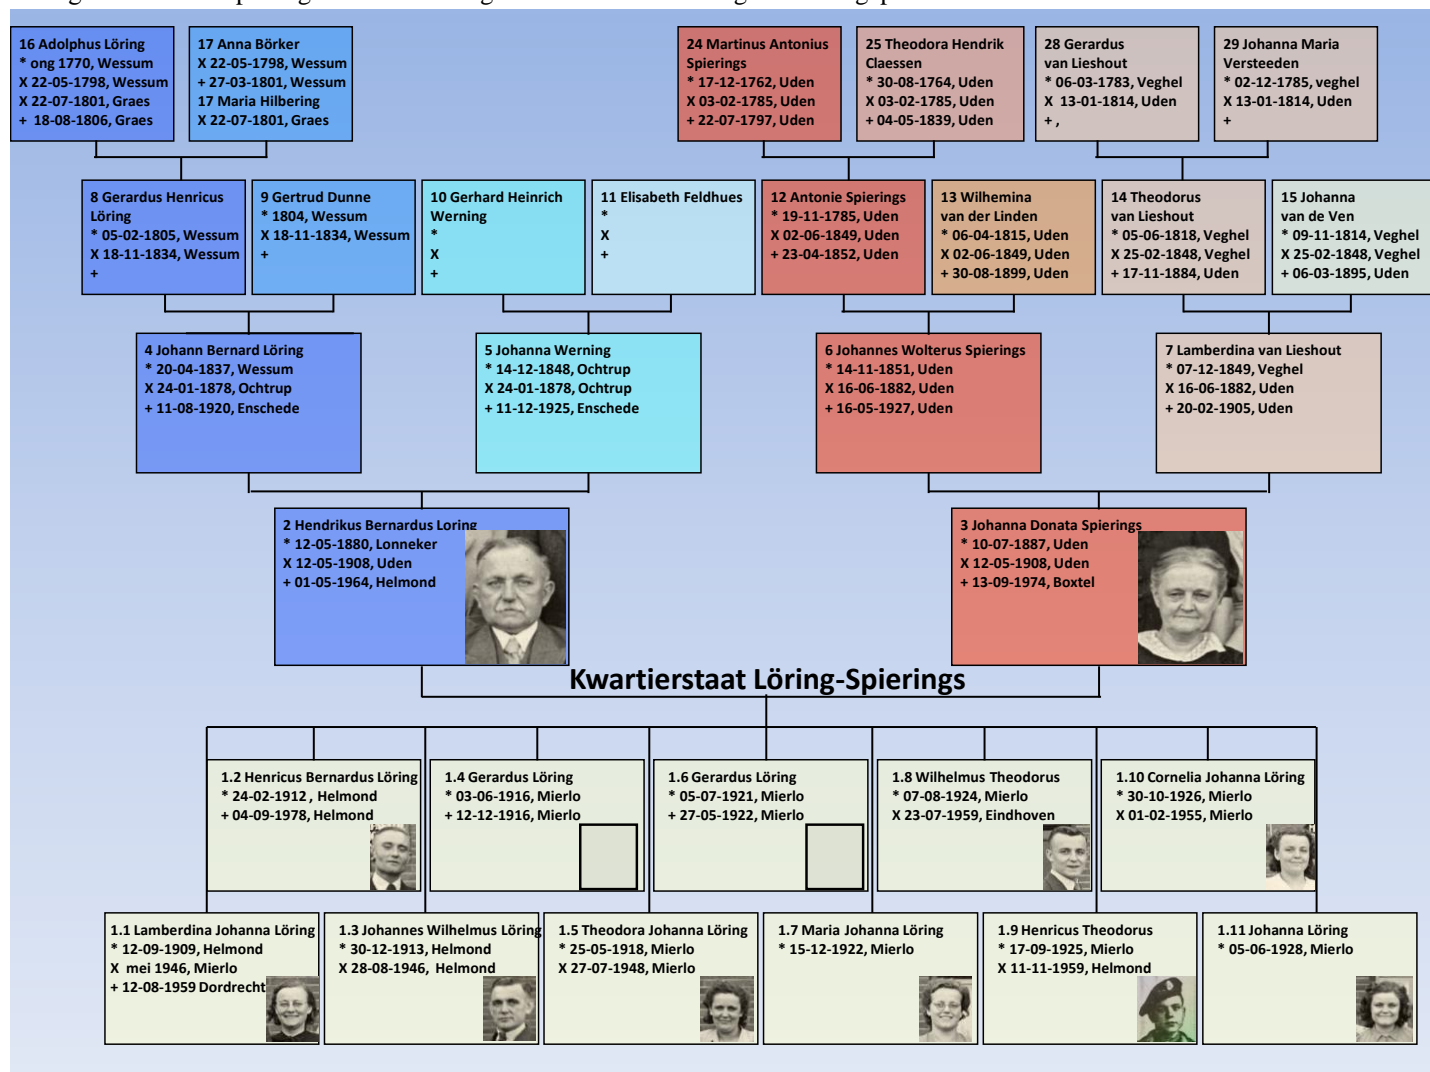 16 Adolphus Löring
* ong 1770, Wessum
X 22-05-1798, Wessum
X 22-07-1801, Graes
+ 18-08-1806, Graes
17 Anna Börker
X 22-05-1798, Wessum
+ 27-03-1801, Wessum
17 Maria Hilbering
X 22-07-1801, Graes
24 Martinus Antonius
Spierings
* 17-12-1762, Uden
X 03-02-1785, Uden
+ 22-07-1797, Uden
25 Theodora Hendrik
Claessen
* 30-08-1764, Uden
X 03-02-1785, Uden
+ 04-05-1839, Uden
28 Gerardus
van Lieshout
* 06-03-1783, Veghel
X 13-01-1814, Uden
+ ,
29 Johanna Maria
Versteeden
* 02-12-1785, veghel
X 13-01-1814, Uden
+
8 Gerardus Henricus
Löring
* 05-02-1805, Wessum
X 18-11-1834, Wessum
+
9 Gertrud Dunne
* 1804, Wessum
X 18-11-1834, Wessum
+
10 Gerhard Heinrich
Werning
*
X
+
11 Elisabeth Feldhues
*
X
+
12 Antonie Spierings
* 19-11-1785, Uden
X 02-06-1849, Uden
+ 23-04-1852, Uden
13 Wilhemina
van der Linden
* 06-04-1815, Uden
X 02-06-1849, Uden
+ 30-08-1899, Uden
14 Theodorus
van Lieshout
* 05-06-1818, Veghel
X 25-02-1848, Veghel
+ 17-11-1884, Uden
15 Johanna
van de Ven
* 09-11-1814, Veghel
X 25-02-1848, Veghel
+ 06-03-1895, Uden
4 Johann Bernard Löring
* 20-04-1837, Wessum
X 24-01-1878, Ochtrup
+ 11-08-1920, Enschede
5 Johanna Werning
* 14-12-1848, Ochtrup
X 24-01-1878, Ochtrup
+ 11-12-1925, Enschede
6 Johannes Wolterus Spierings
* 14-11-1851, Uden
X 16-06-1882, Uden
+ 16-05-1927, Uden
7 Lamberdina van Lieshout
* 07-12-1849, Veghel
X 16-06-1882, Uden
+ 20-02-1905, Uden
2 Hendrikus Bernardus Loring
* 12-05-1880, Lonneker
X 12-05-1908, Uden
+ 01-05-1964, Helmond
3 Johanna Donata Spierings
* 10-07-1887, Uden
X 12-05-1908, Uden
+ 13-09-1974, Boxtel
Kwartierstaat Löring-Spierings
1.2 Henricus Bernardus Löring
* 24-02-1912 , Helmond
+ 04-09-1978, Helmond
1.4 Gerardus Löring
* 03-06-1916, Mierlo
+ 12-12-1916, Mierlo
1.6 Gerardus Löring
* 05-07-1921, Mierlo
+ 27-05-1922, Mierlo
1.8 Wilhelmus Theodorus
* 07-08-1924, Mierlo
X 23-07-1959, Eindhoven
1.10 Cornelia Johanna Löring
* 30-10-1926, Mierlo
X 01-02-1955, Mierlo
1.1 Lamberdina Johanna Löring
* 12-09-1909, Helmond
X mei 1946, Mierlo
+ 12-08-1959 Dordrecht
1.3 Johannes Wilhelmus Löring
* 30-12-1913, Helmond
X 28-08-1946, Helmond
1.5 Theodora Johanna Löring
* 25-05-1918, Mierlo
X 27-07-1948, Mierlo
1.7 Maria Johanna Löring
* 15-12-1922, Mierlo
1.9 Henricus Theodorus
* 17-09-1925, Mierlo
X 11-11-1959, Helmond
1.11 Johanna Löring
* 05-06-1928, Mierlo